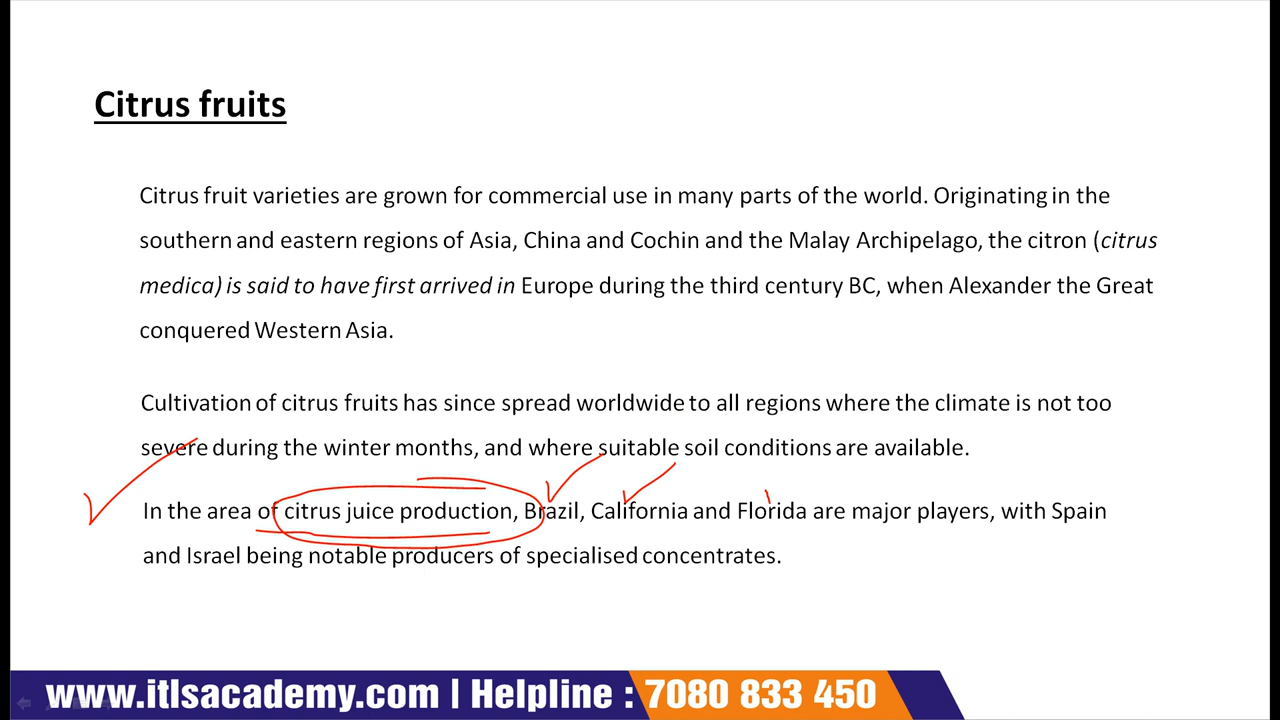 Citrus fruits
Citrus fruit varieties are grown for commercial use in many parts of the world. Originating in the
southern and eastern regions of Asia, China and Cochin and the Malay Archipelago, the citron (citrus
medica) is said to have first arrived in Europe during the third century BC, when Alexander the Great
conquered Western Asia.
Cultivation of citrus fruits has since spread worldwide to all regions where the climate is not too
severe during the winter months, and where suitable soil conditions are available.
In the area of citrus juice production, Brazil, California and Florida are major players, with Spain
and Israel being notable producers of specialised concentrates.
www.itlsacademy.com | Helpline : 7080 833 450